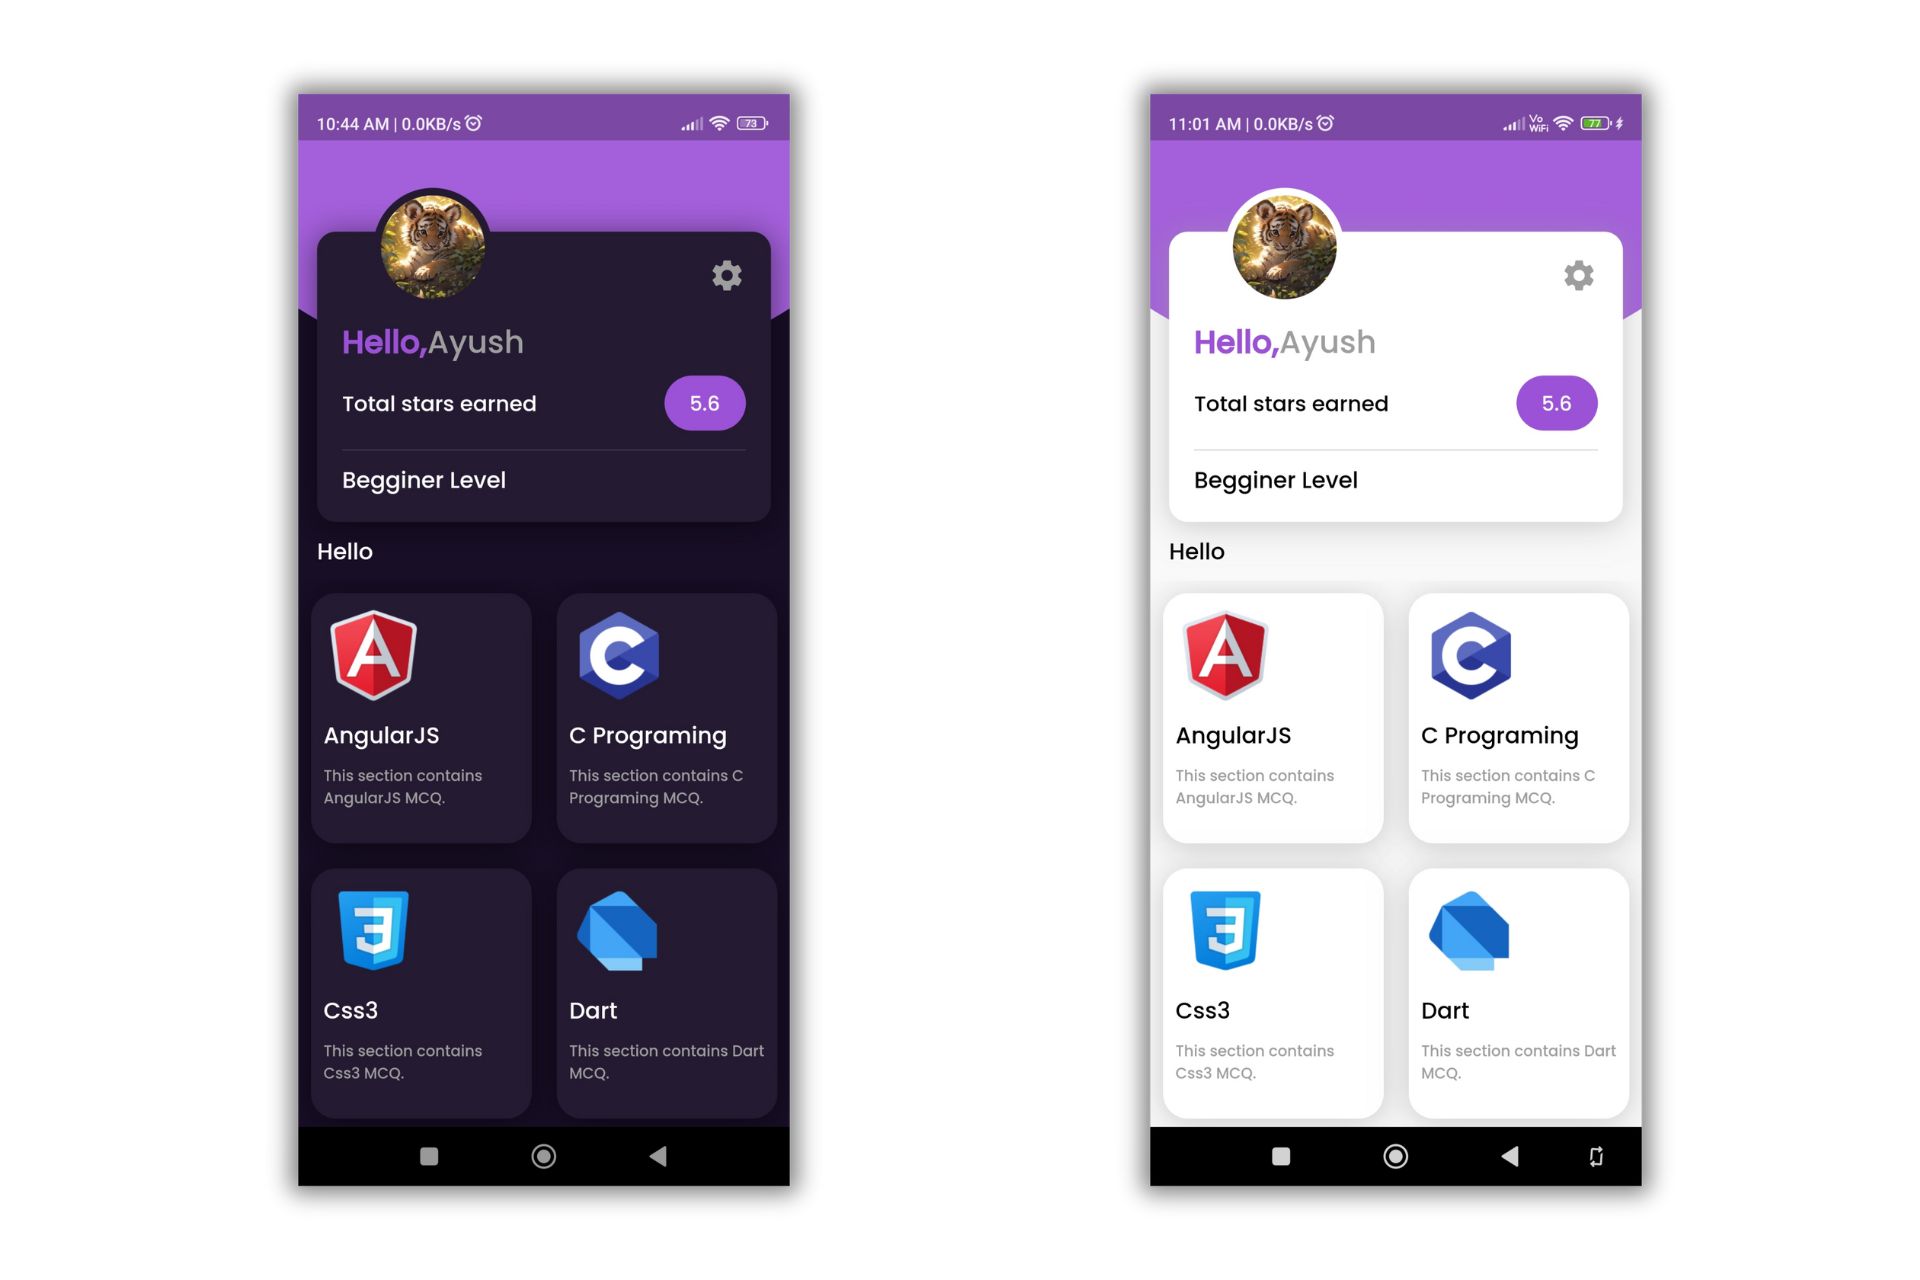 10:44 AM | 0.0KB/s
73
Hello,Ayush
Total stars earned 5.6
Begginer Level
Hello
AngularJS
This section contains
AngularJS MCQ.
C Programing
This section contains C
Programing MCQ.
Css3
This section contains
Css3 MCQ.
Dart
This section contains Dart
MCQ.
11:01 AM | 0.0KB/s
Vo
WiFi
77
Hello,Ayush
Total stars earned 5.6
Begginer Level
Hello
AngularJS
This section contains
AngularJS MCQ.
C Programing
This section contains C
Programing MCQ.
Css3
This section contains
Css3 MCQ.
Dart
This section contains Dart
MCQ.